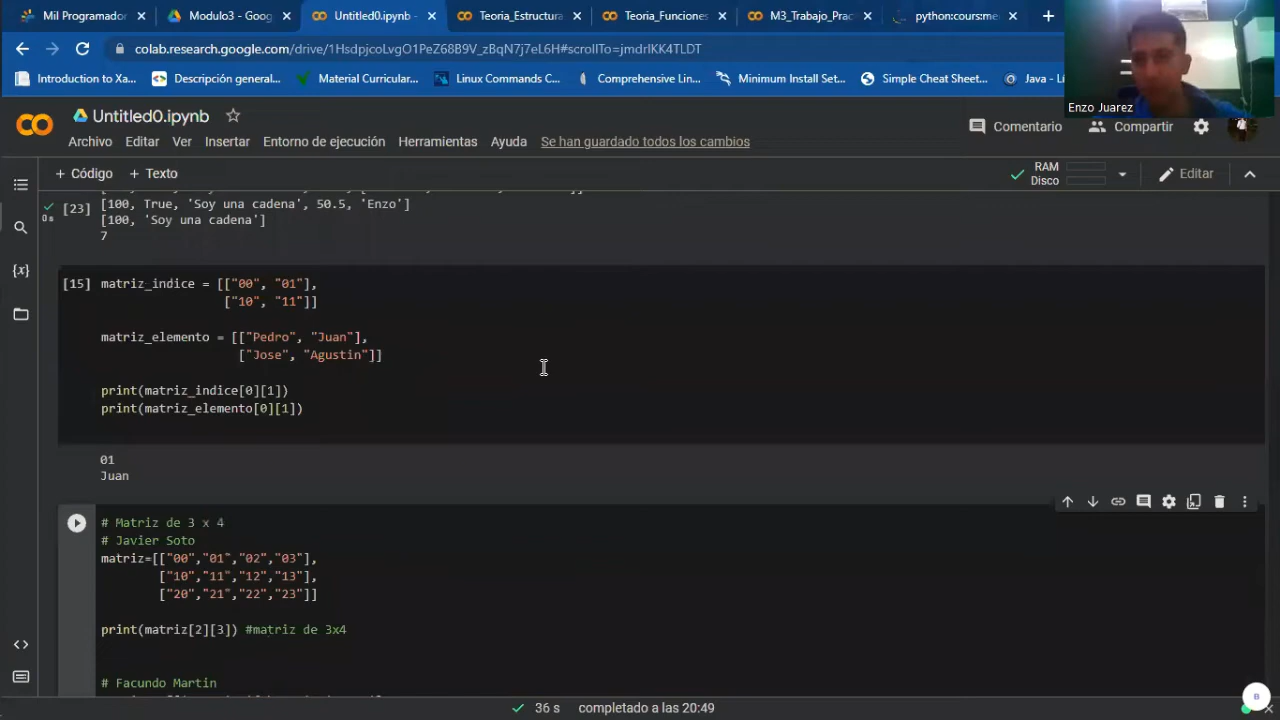 Mil Programador
Modulo3 - Goog
Untitled0.ipynb -
Teoria_Estructura
Teoria_Funciones
M3_Trabajo_Prac
python:cours:me
colab.research.google.com/drive/1HsdpjcoLvgO1PeZ68B9V_zBqN7j7eL6H#scrollTo=jmdrlKK4TLDT
Introduction to Xa...
Descripción general...
Material Curricular...
Linux Commands C...
Comprehensive Lin...
Minimum Install Set...
Simple Cheat Sheet...
Java - Li
Enzo Juarez
Untitled0.ipynb
Comentario
Compartir
Archivo
Editar
Ver
Insertar
Entorno de ejecución
Herramientas
Ayuda
Se han guardado todos los cambios
+ Código
+ Texto
RAM
Disco
Editar
[23]
0 s
[100, True, 'Soy una cadena', 50.5, 'Enzo']
[100, 'Soy una cadena']
7
[15] matriz_indice = [["00", "01"],
["10", "11"]]
matriz_elemento = [["Pedro", "Juan"],
["Jose", "Agustin"]]
print(matriz_indice[0][1])
print(matriz_elemento[0][1])
01
Juan
# Matriz de 3 x 4
# Javier Soto
matriz=[["00","01","02","03"],
["10","11","12","13"],
["20","21","22","23"]]
print(matriz[2][3]) #matriz de 3x4
# Facundo Martin
36 s
completado a las 20:49
B